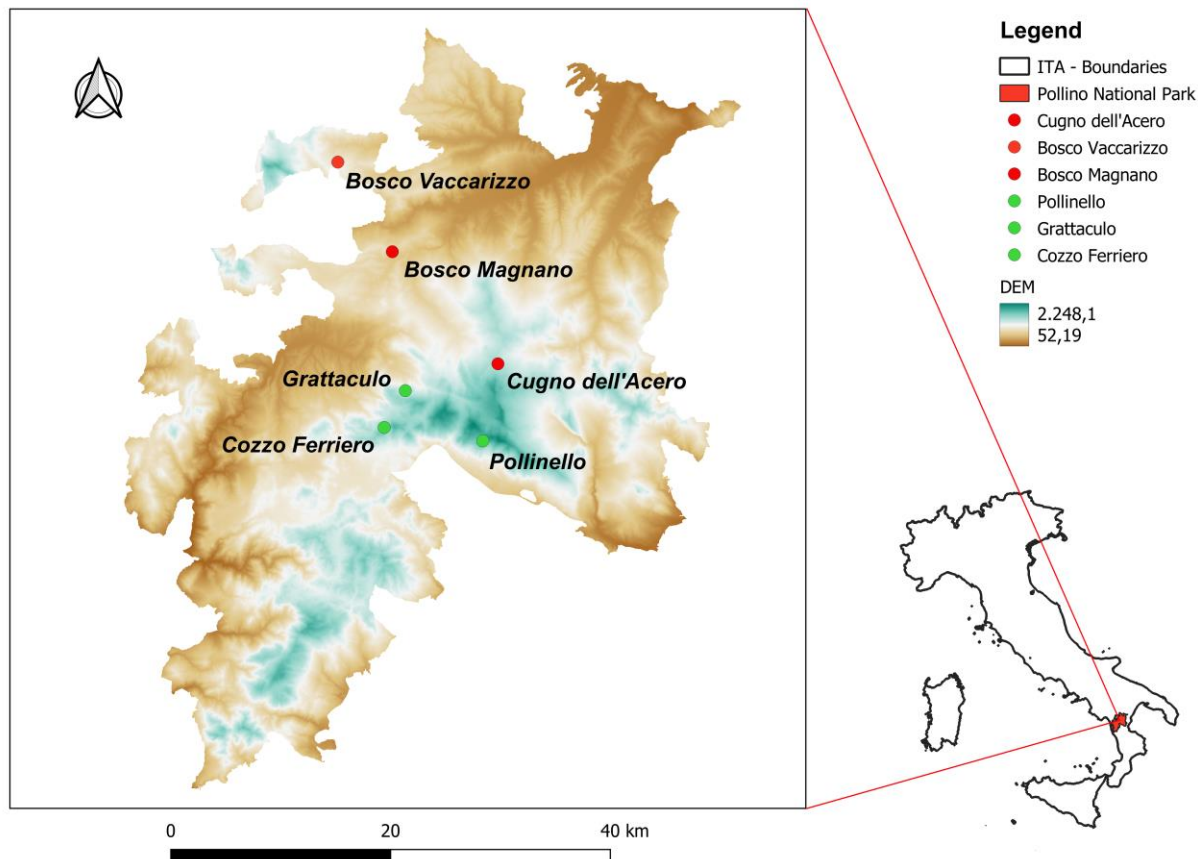 Bosco Vaccarizzo
Bosco Magnano
Grattaculo
Cugno dell'Acero
Cozzo Ferriero
Pollinello
0 20 40 km
Legend
ITA - Boundaries
Pollino National Park
Cugno dell'Acero
Bosco Vaccarizzo
Bosco Magnano
Pollinello
Grattaculo
Cozzo Ferriero
DEM
2.248,1
52,19